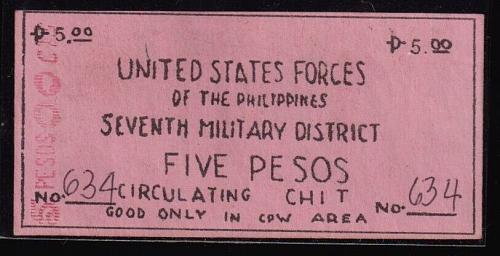 ₱ 5.00 ₱ 5.00
UNITED STATES FORCES
OF THE PHILIPPINES
SEVENTH MILITARY DISTRICT
FIVE PESOS
No. 634 CIRCULATING CHIT No. 634
GOOD ONLY IN CPW AREA
PESOS